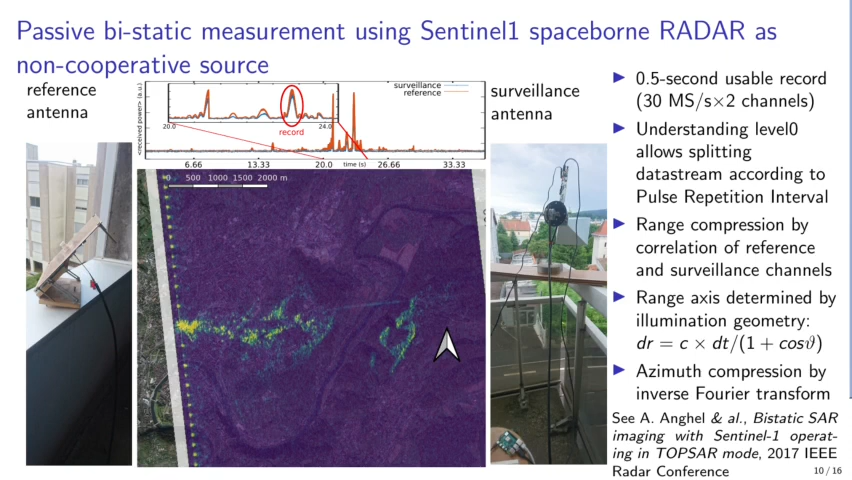 Passive bi-static measurement using Sentinel1 spaceborne RADAR as
non-cooperative source
reference
antenna
<received power> (a.u.)
surveillance
reference
20.0
24.0
record
6.66
13.33
20.0
time (s)
26.66
33.33
0
500
1000
1500
2000 m
surveillance
antenna
▶ 0.5-second usable record
(30 MS/s×2 channels)
▶ Understanding level0
allows splitting
datastream according to
Pulse Repetition Interval
▶ Range compression by
correlation of reference
and surveillance channels
▶ Range axis determined by
illumination geometry:
dr = c × dt/(1 + cosϑ)
▶ Azimuth compression by
inverse Fourier transform
See A. Anghel & al., Bistatic SAR
imaging with Sentinel-1 operat-
ing in TOPSAR mode, 2017 IEEE
Radar Conference
10 / 16